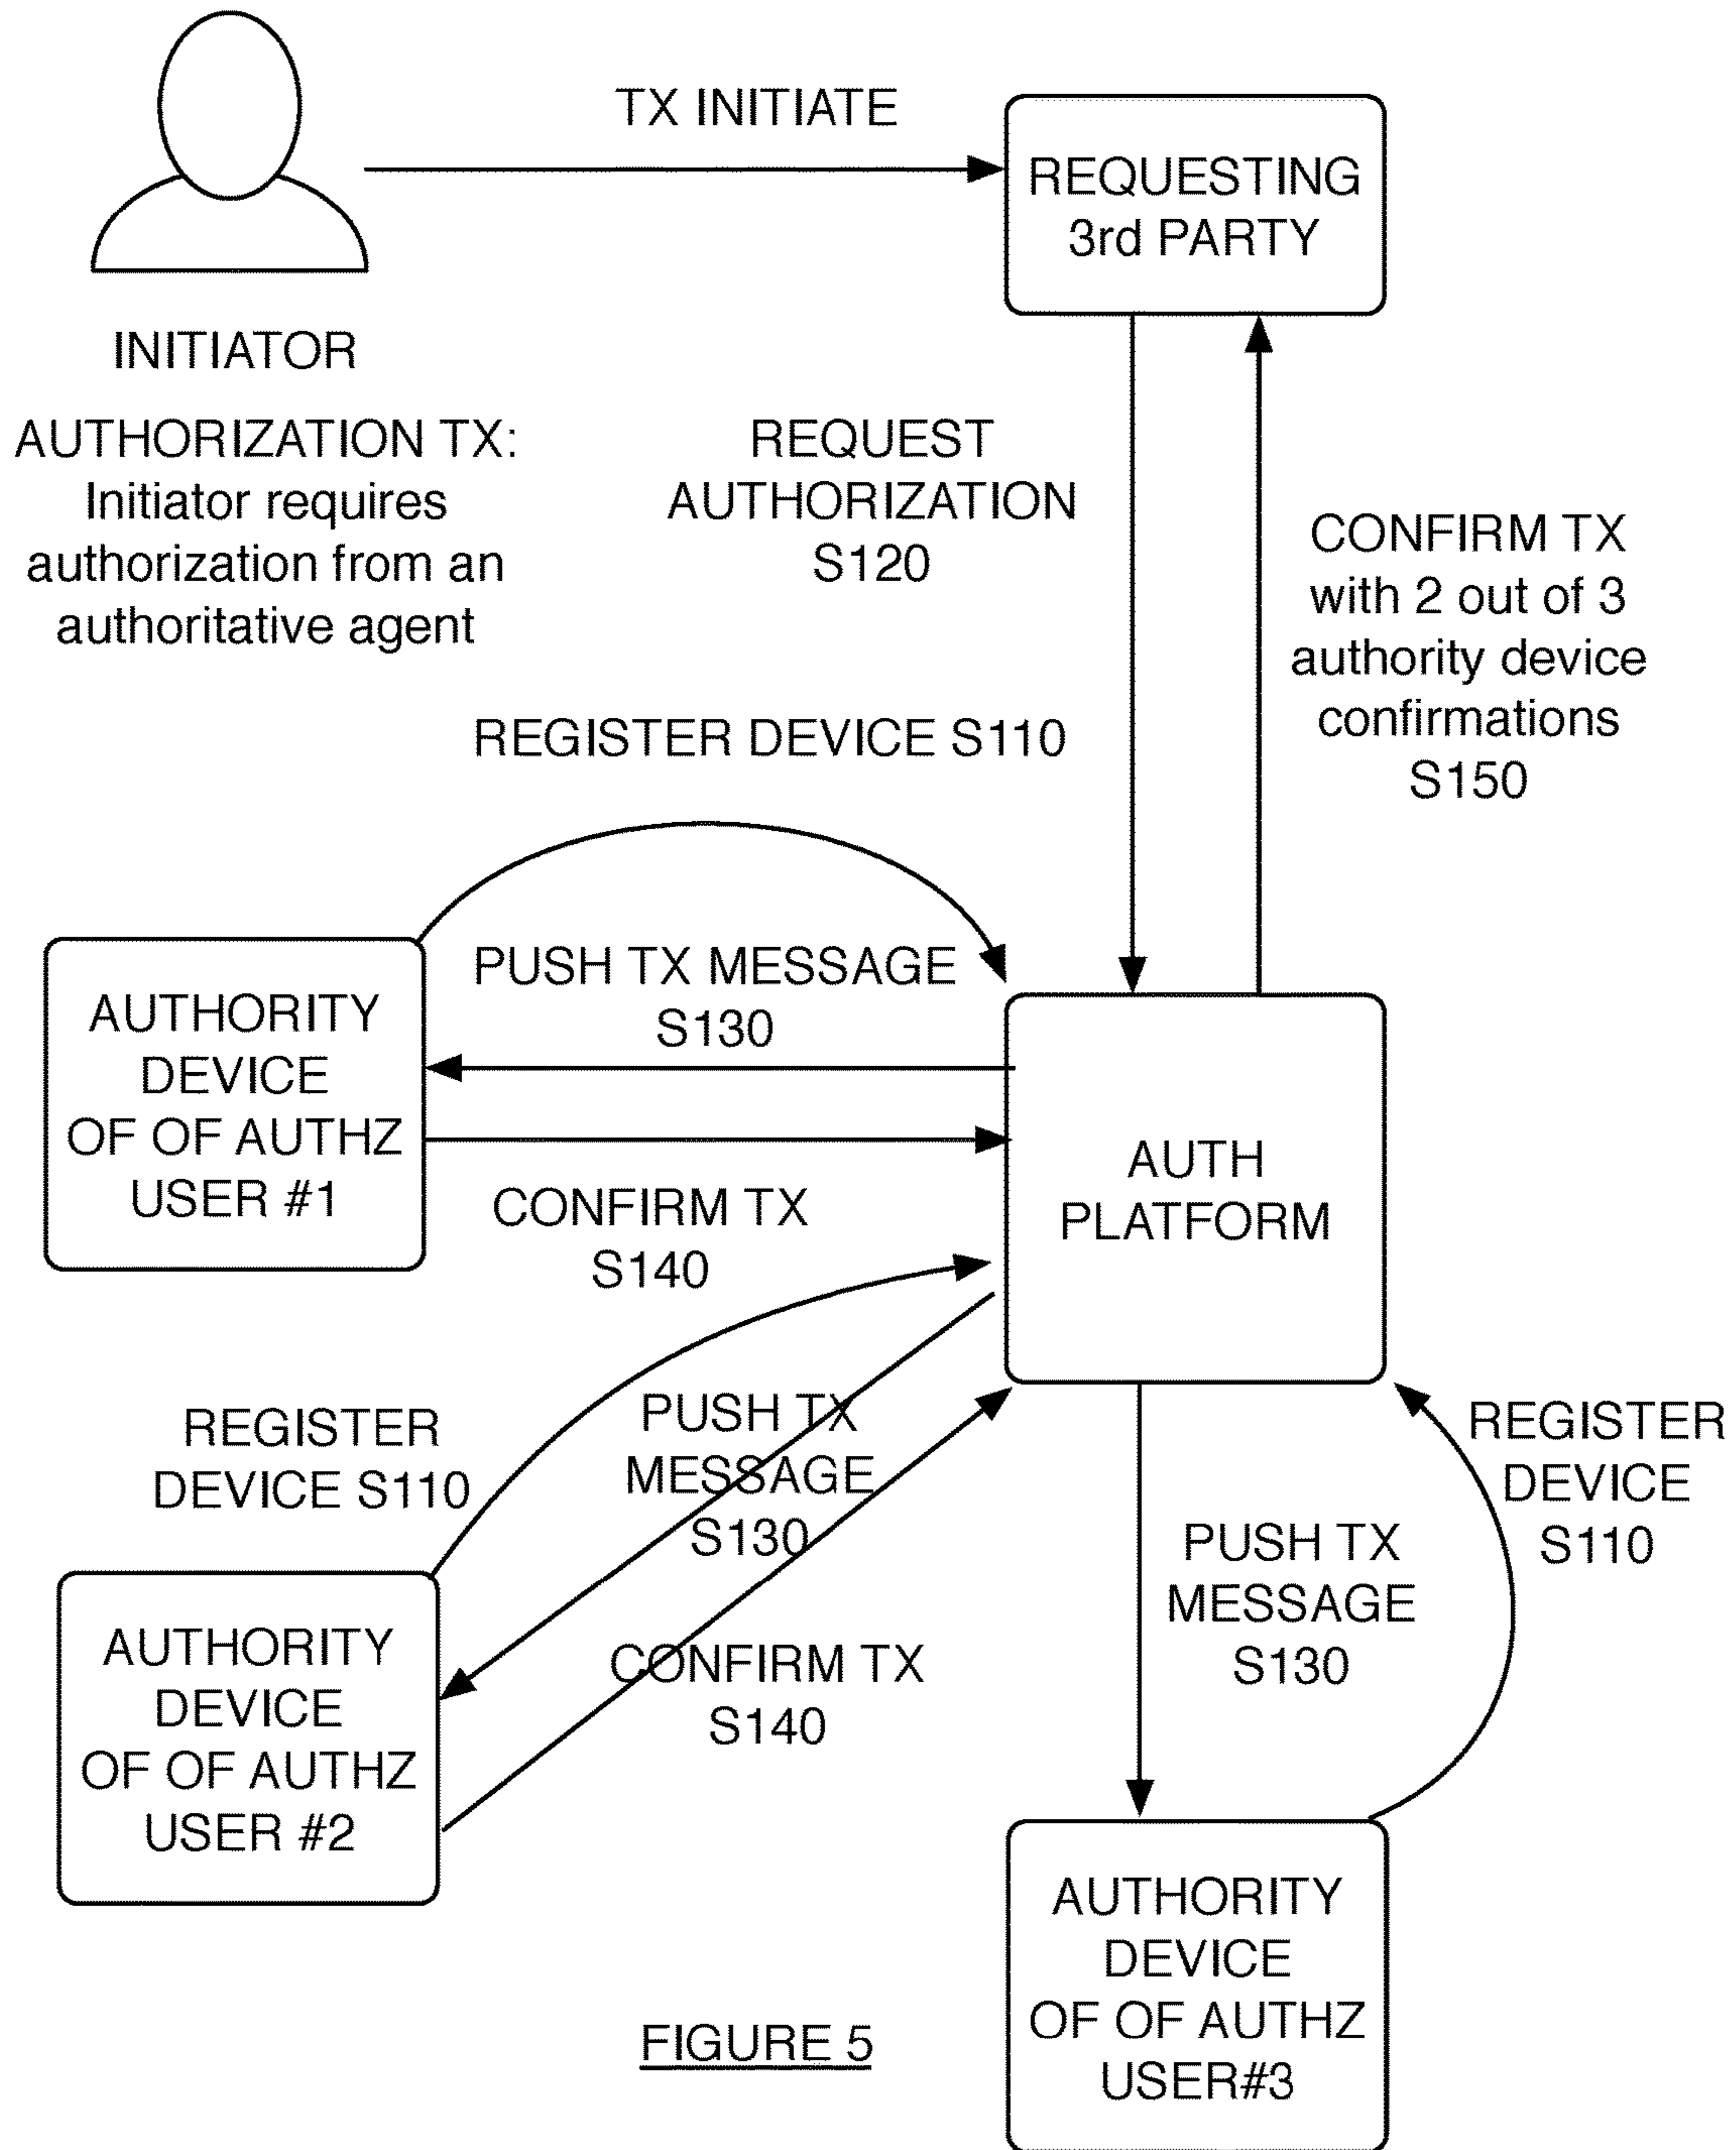 TX INITIATE
REQUESTING
3rd PARTY
INITIATOR
AUTHORIZATION TX:
Initiator requires
authorization from an
authoritative agent
REQUEST
AUTHORIZATION
S120
CONFIRM TX
with 2 out of 3
authority device
confirmations
S150
REGISTER DEVICE S110
PUSH TX MESSAGE
S130
AUTHORITY
DEVICE
OF OF AUTHZ
USER #1
CONFIRM TX
S140
AUTH
PLATFORM
REGISTER
DEVICE S110
PUSH TX
MESSAGE
S130
CONFIRM TX
S140
AUTHORITY
DEVICE
OF OF AUTHZ
USER #2
PUSH TX
MESSAGE
S130
REGISTER
DEVICE
S110
AUTHORITY
DEVICE
OF OF AUTHZ
USER#3
FIGURE 5